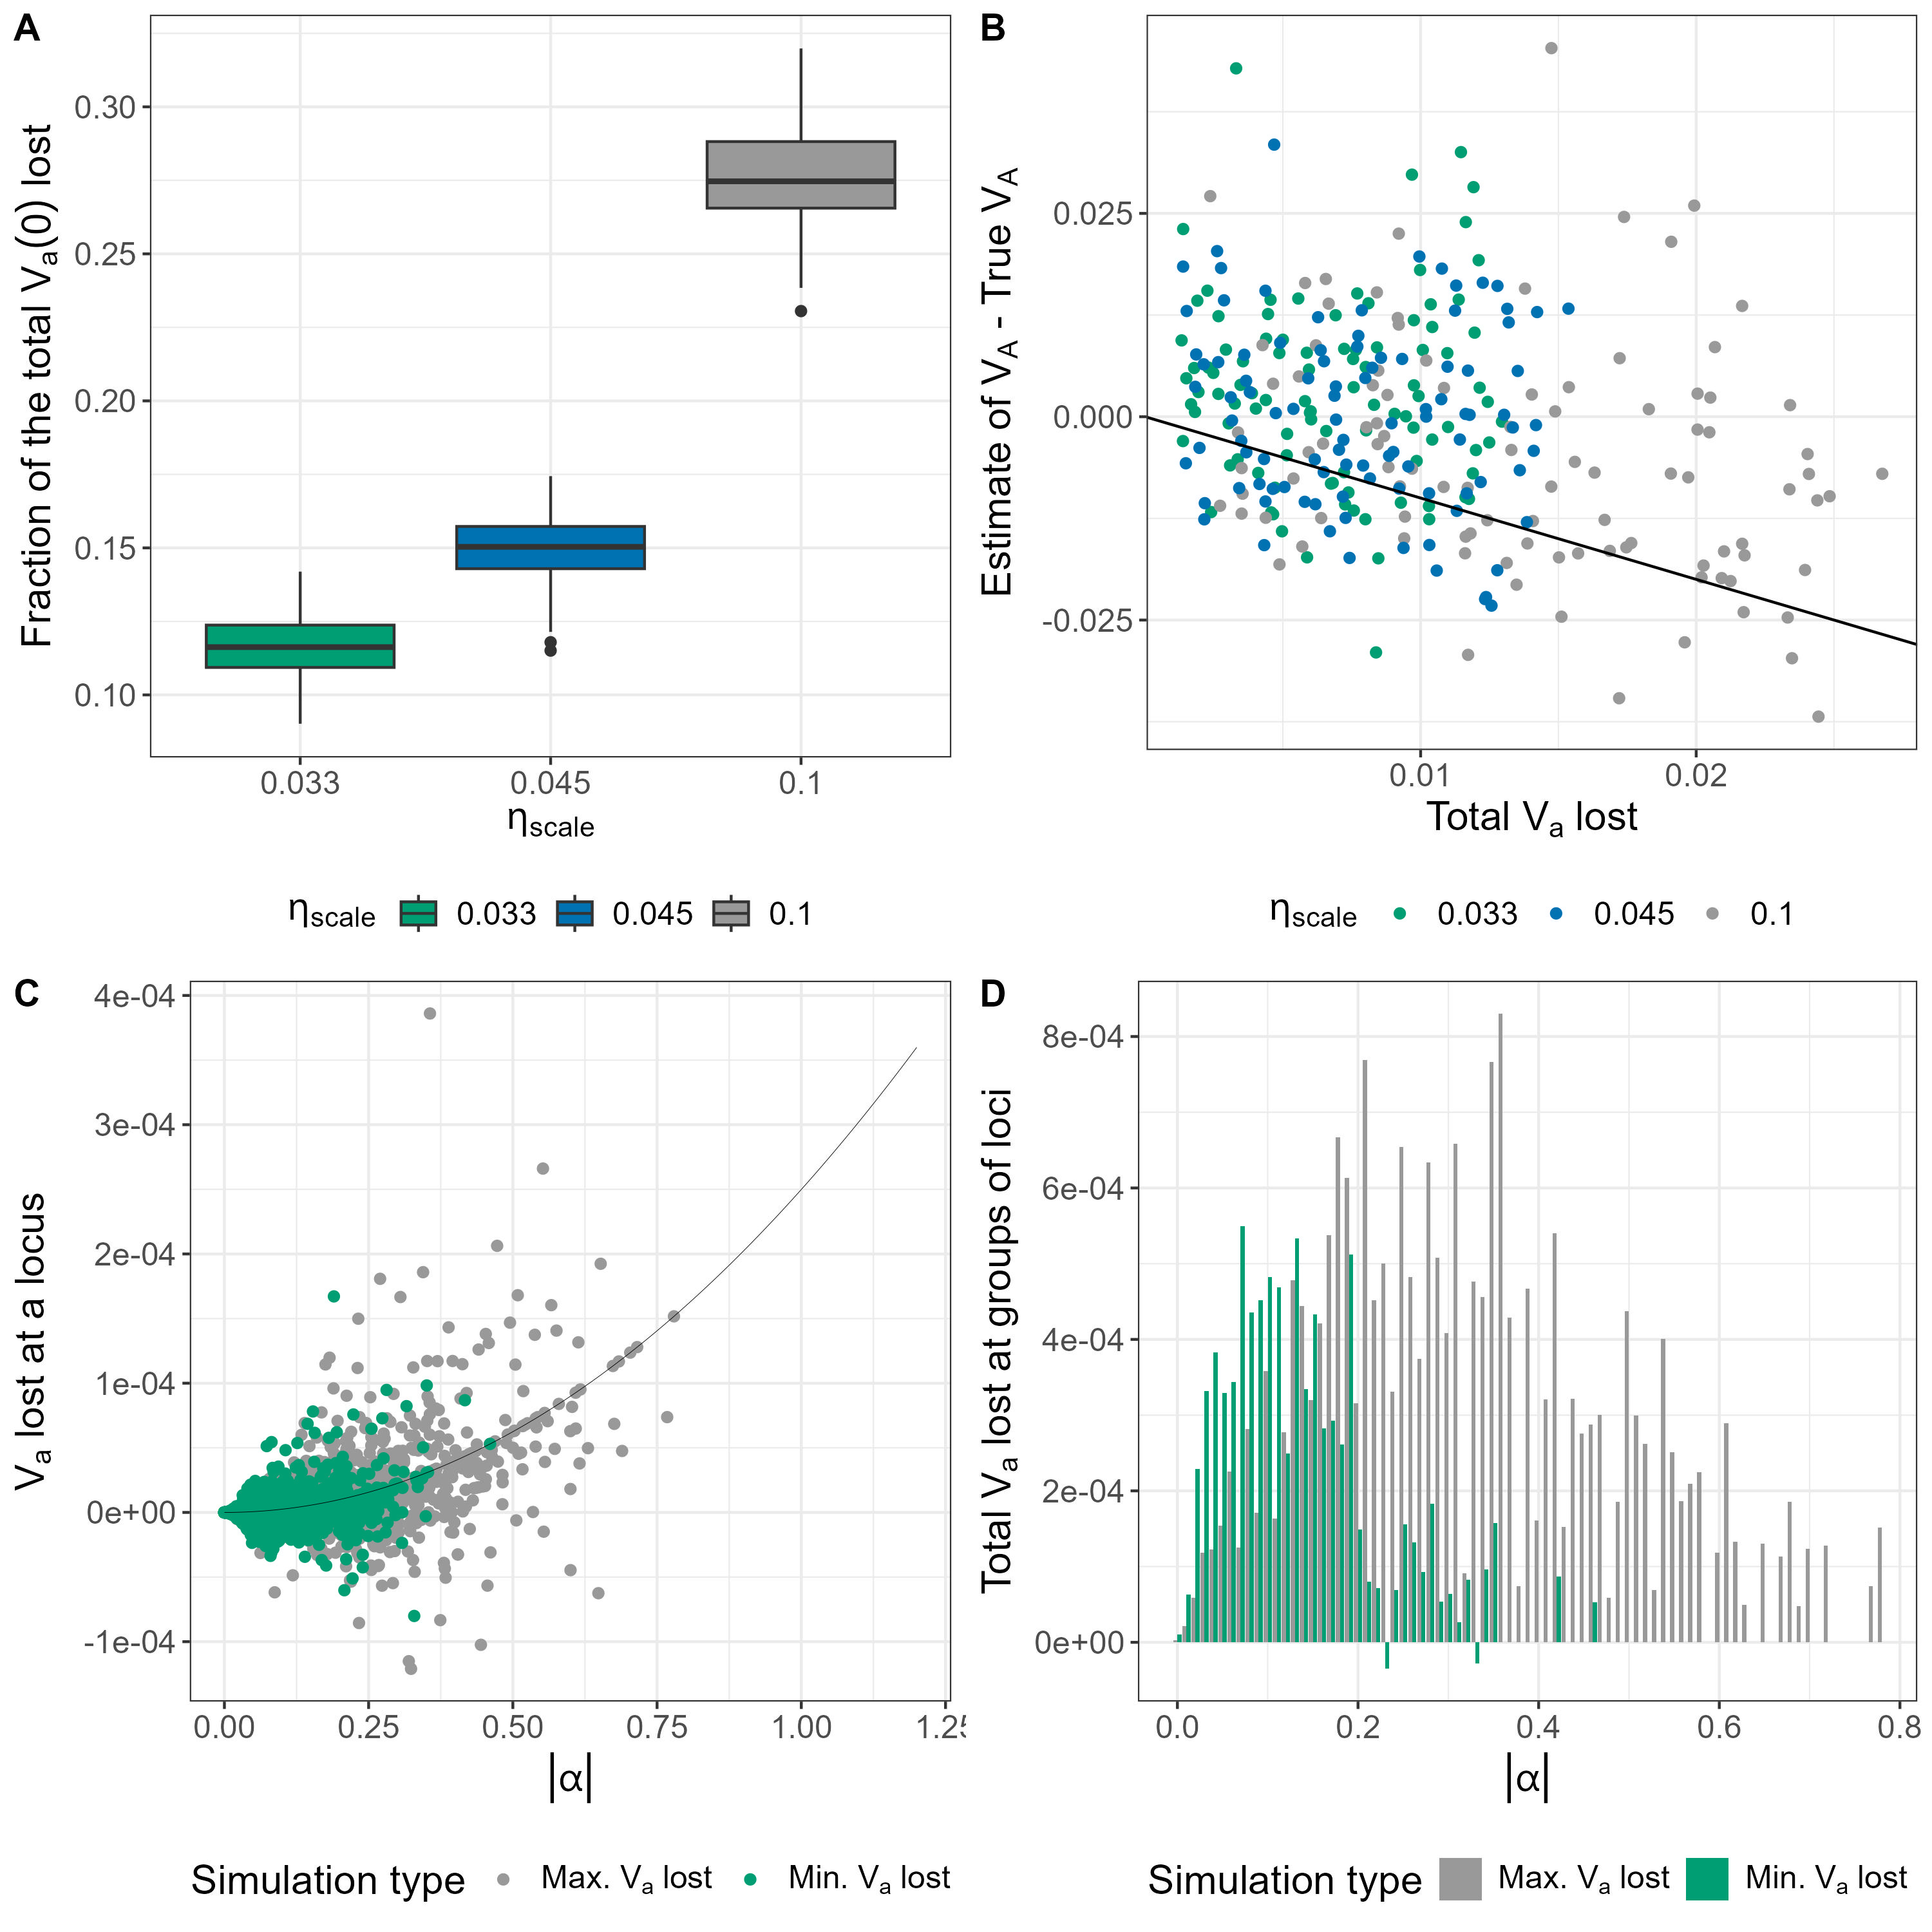 A
Fraction of the total Va(0) lost
0.30
0.25
0.20
0.15
0.10
0.033 0.045 0.1
ηscale
ηscale 0.033 0.045 0.1
B
Estimate of VA - True VA
0.025
0.000
-0.025
0.01 0.02
Total Va lost
ηscale 0.033 0.045 0.1
C
Va lost at a locus
4e-04
3e-04
2e-04
1e-04
0e+00
-1e-04
0.00 0.25 0.50 0.75 1.00 1.25
|α|
Simulation type Max. Va lost Min. Va lost
D
Total Va lost at groups of loci
8e-04
6e-04
4e-04
2e-04
0e+00
0.0 0.2 0.4 0.6 0.8
|α|
Simulation type Max. Va lost Min. Va lost